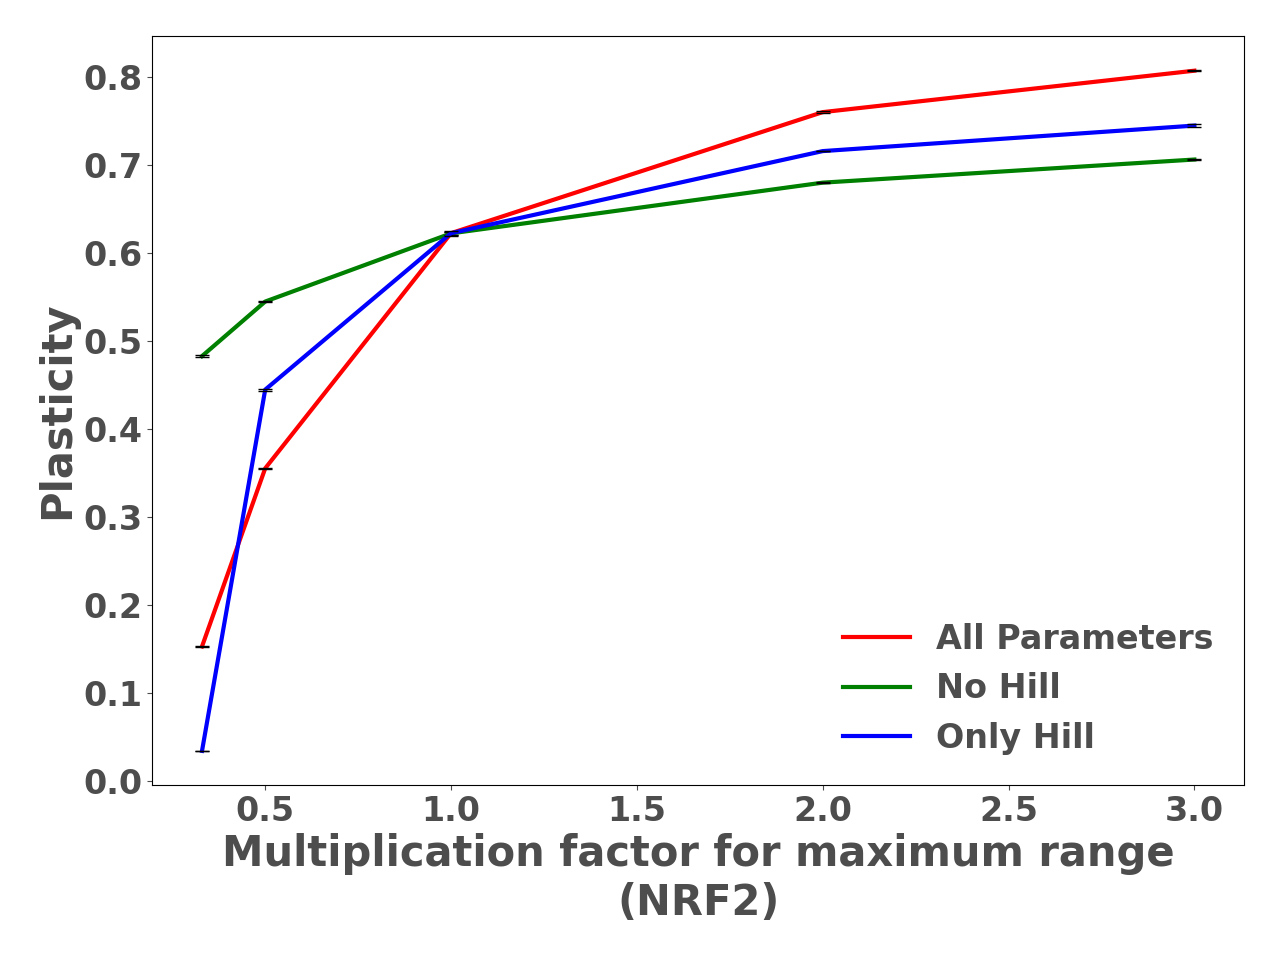 0.8
0.7
0.6
0.5
0.4
0.3
0.2
0.1
0.0
Plasticity
All Parameters
No Hill
Only Hill
0.5 1.0 1.5 2.0 2.5 3.0
Multiplication factor for maximum range
(NRF2)